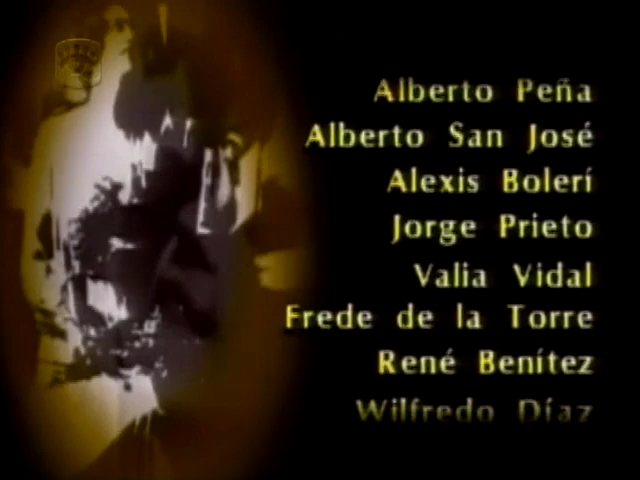 Alberto Peña
Alberto San José
Alexis Bolerí
Jorge Prieto
Valia Vidal
Frede de la Torre
René Benítez
Wilfredo Díaz